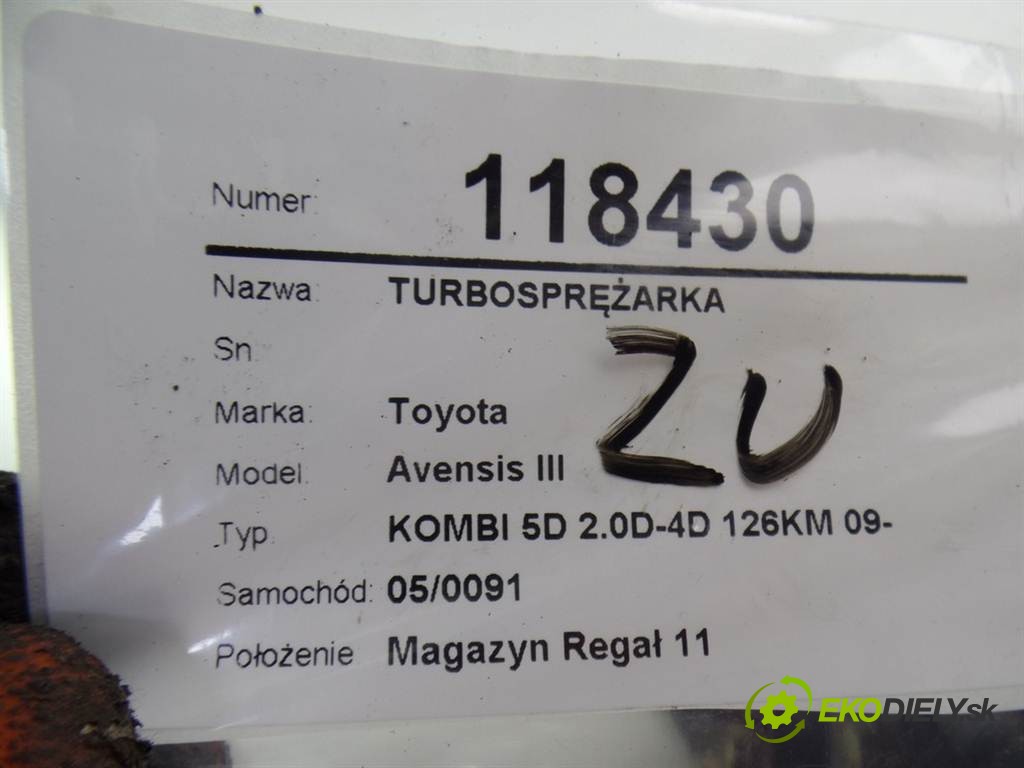 Numer: 118430
Nazwa: TURBOSPRĘŻARKA
Sn
ZU
Marka: Toyota
Model: Avensis III
Typ KOMBI 5D 2.0D-4D 126KM 09-
Samochód: 05/0091
Położenie Magazyn Regał 11
EKODIELY.sk